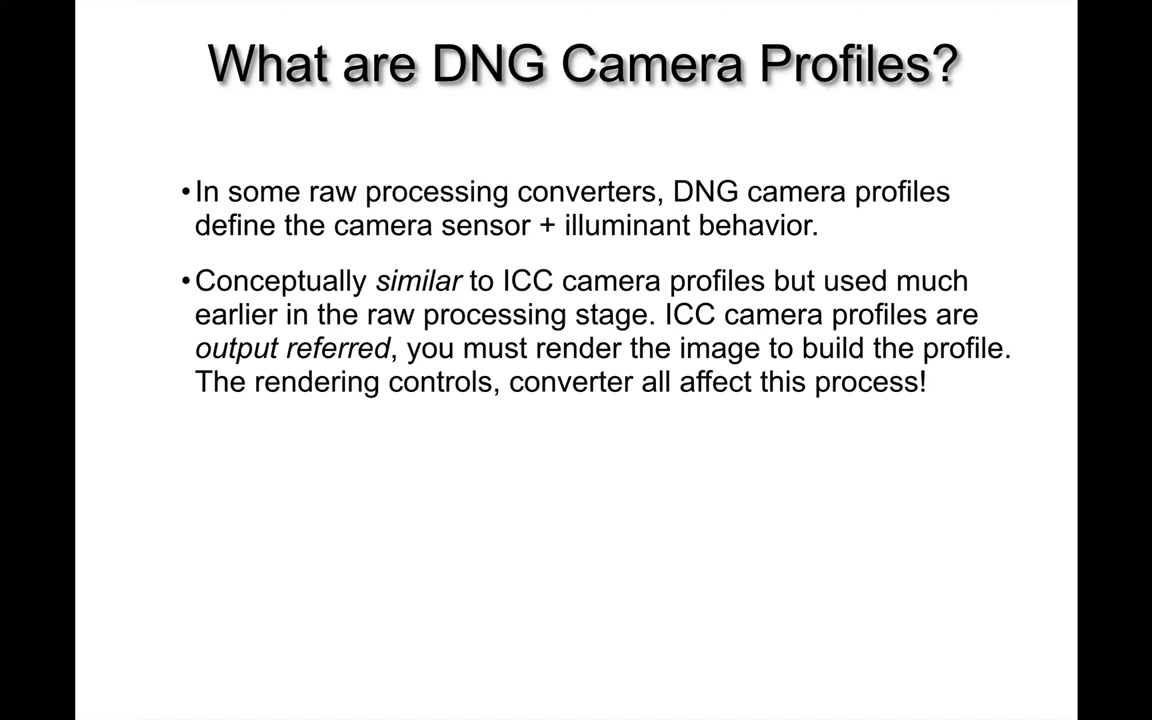 What are DNG Camera Profiles?
•In some raw processing converters, DNG camera profiles
define the camera sensor + illuminant behavior.
•Conceptually similar to ICC camera profiles but used much
earlier in the raw processing stage. ICC camera profiles are
output referred, you must render the image to build the profile.
The rendering controls, converter all affect this process!